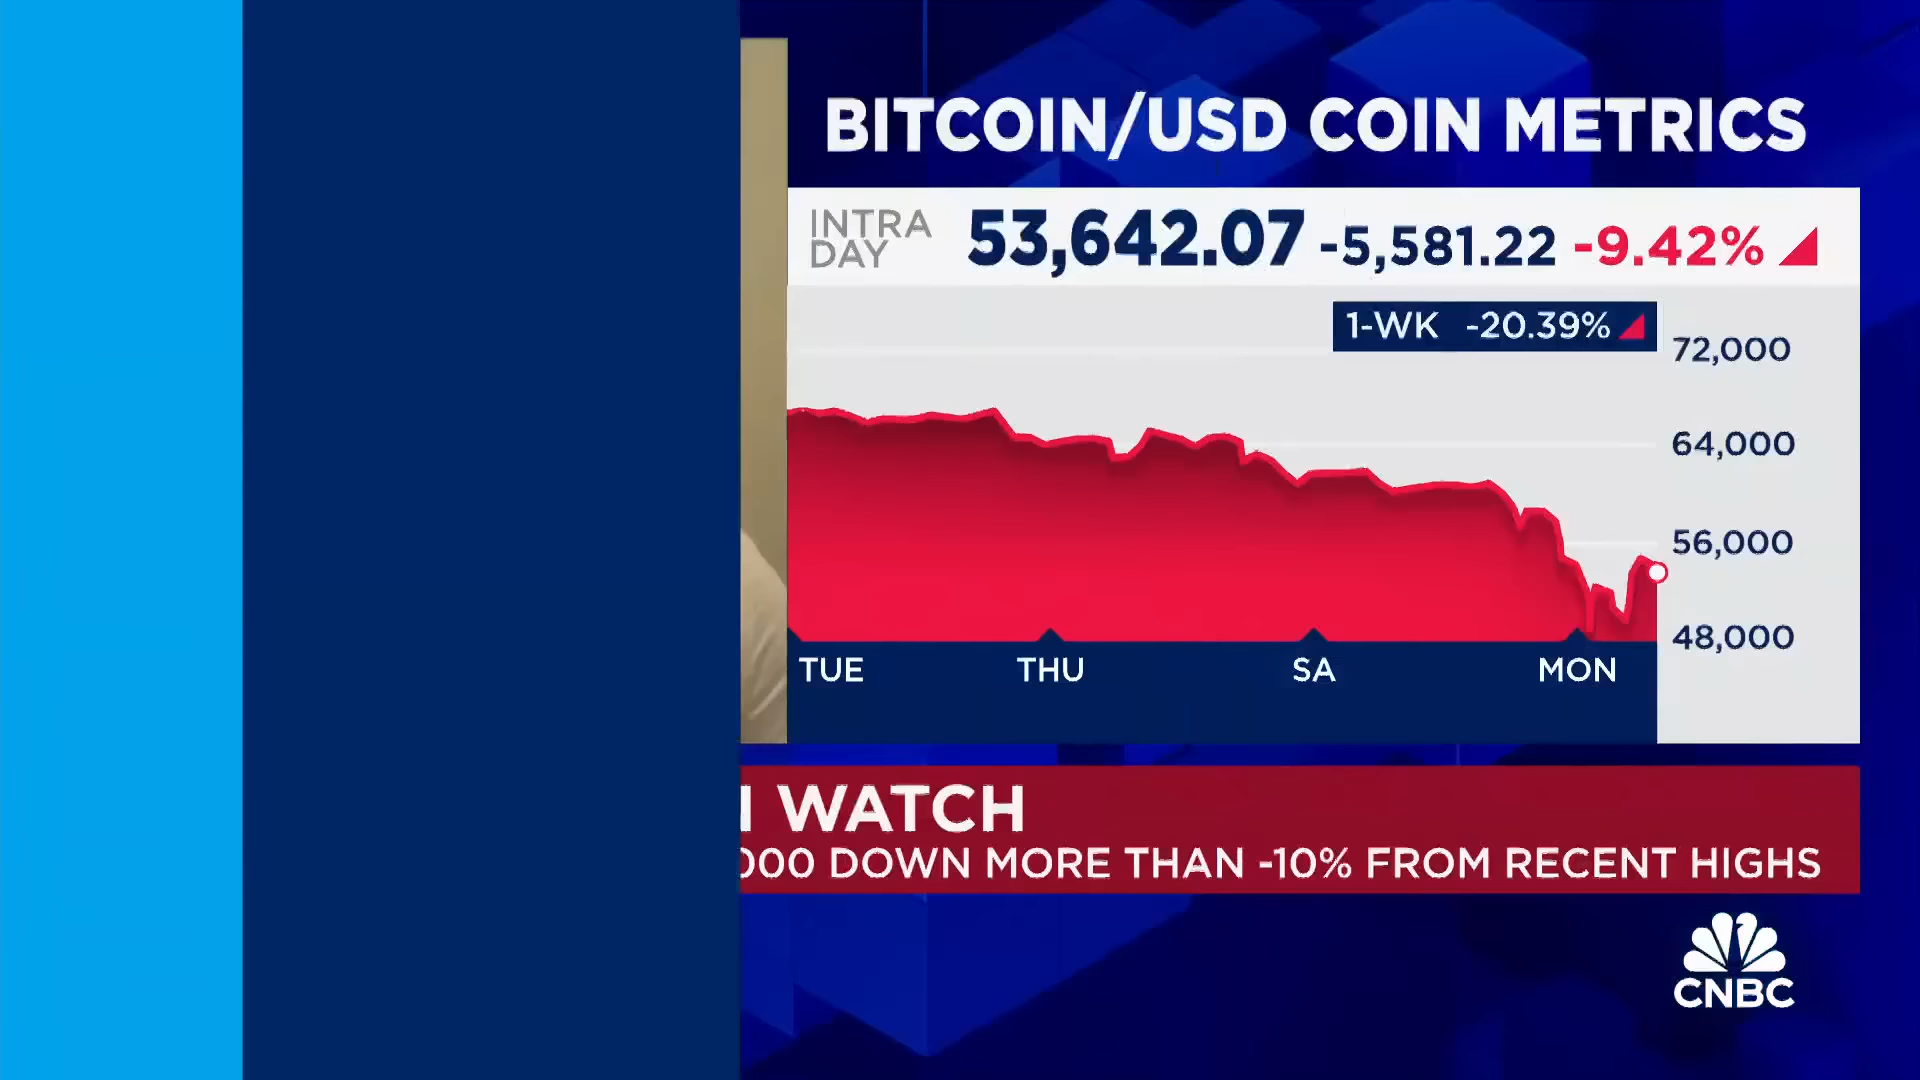 BITCOIN/USD COIN METRICS
INTRA DAY 53,642.07 -5,581.22 -9.42%
1-WK -20.39%
72,000
64,000
56,000
48,000
TUE THU SA MON
WATCH
000 DOWN MORE THAN -10% FROM RECENT HIGHS
CNBC